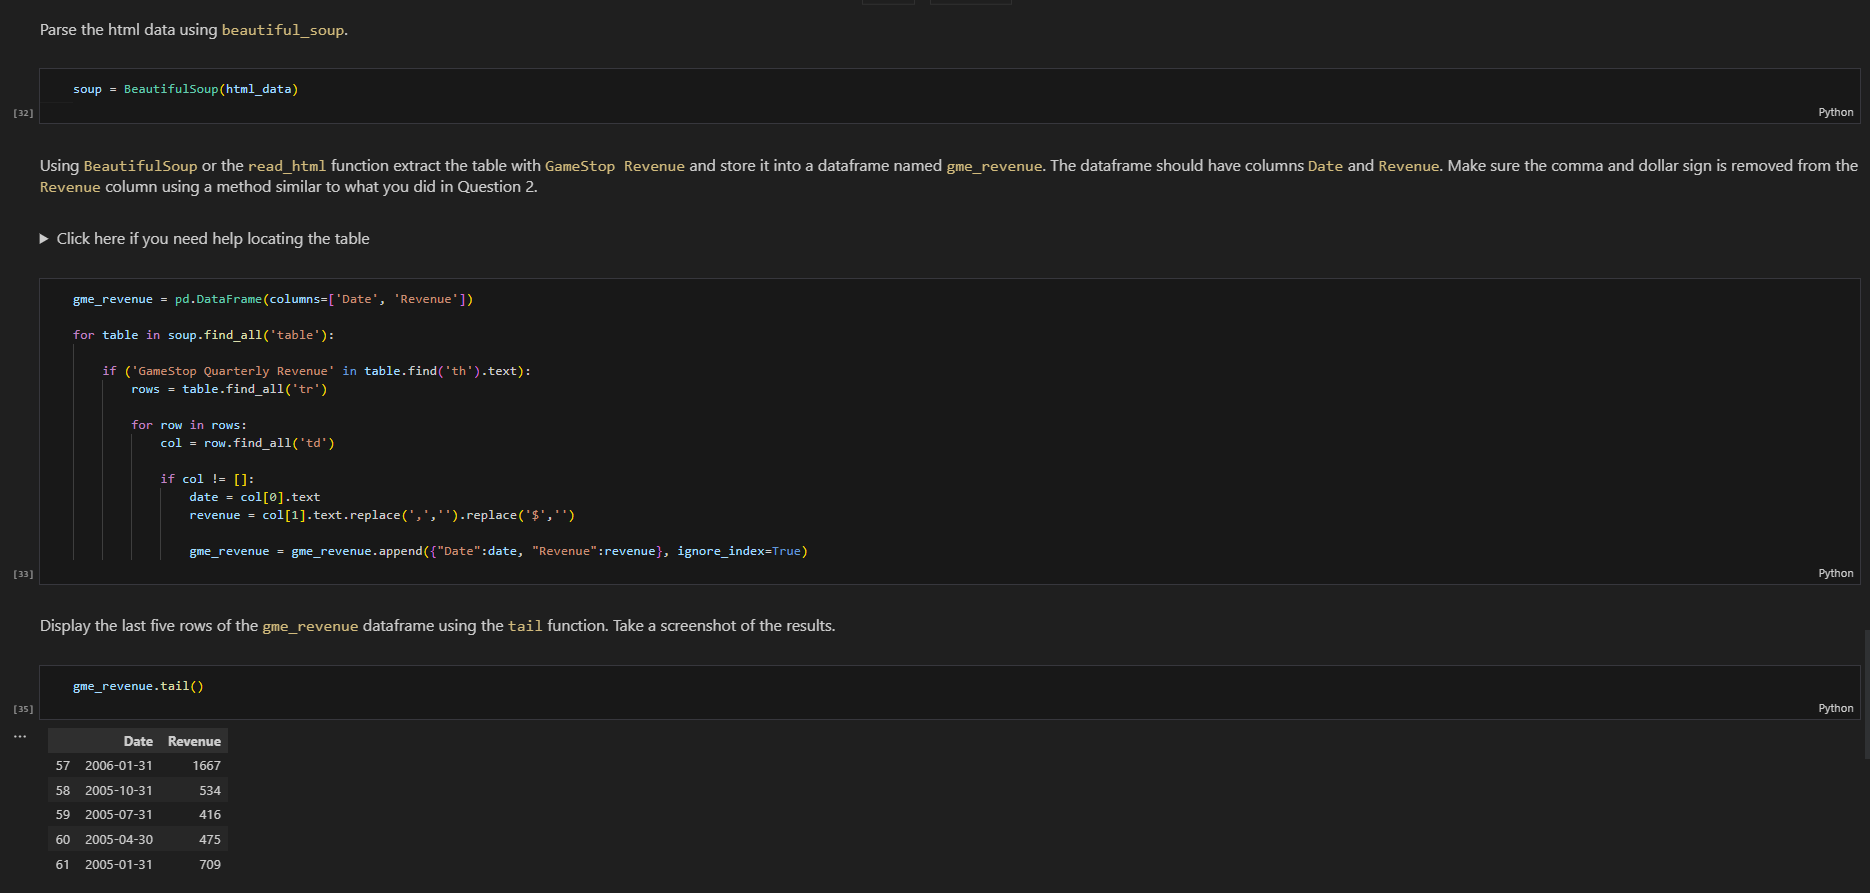 Parse the html data using beautiful_soup.
soup = BeautifulSoup(html_data)
[32]
Python
Using BeautifulSoup or the read_html function extract the table with GameStop Revenue and store it into a dataframe named gme_revenue. The dataframe should have columns Date and Revenue. Make sure the comma and dollar sign is removed from the
Revenue column using a method similar to what you did in Question 2.
▶ Click here if you need help locating the table
gme_revenue = pd.DataFrame(columns=['Date', 'Revenue'])
for table in soup.find_all('table'):
if ('GameStop Quarterly Revenue' in table.find('th').text):
rows = table.find_all('tr')
for row in rows:
col = row.find_all('td')
if col != []:
date = col[0].text
revenue = col[1].text.replace(',','').replace('$','')
gme_revenue = gme_revenue.append({"Date":date, "Revenue":revenue}, ignore_index=True)
[33]
Python
Display the last five rows of the gme_revenue dataframe using the tail function. Take a screenshot of the results.
gme_revenue.tail()
[35]
Python
...
Date Revenue
57 2006-01-31 1667
58 2005-10-31 534
59 2005-07-31 416
60 2005-04-30 475
61 2005-01-31 709